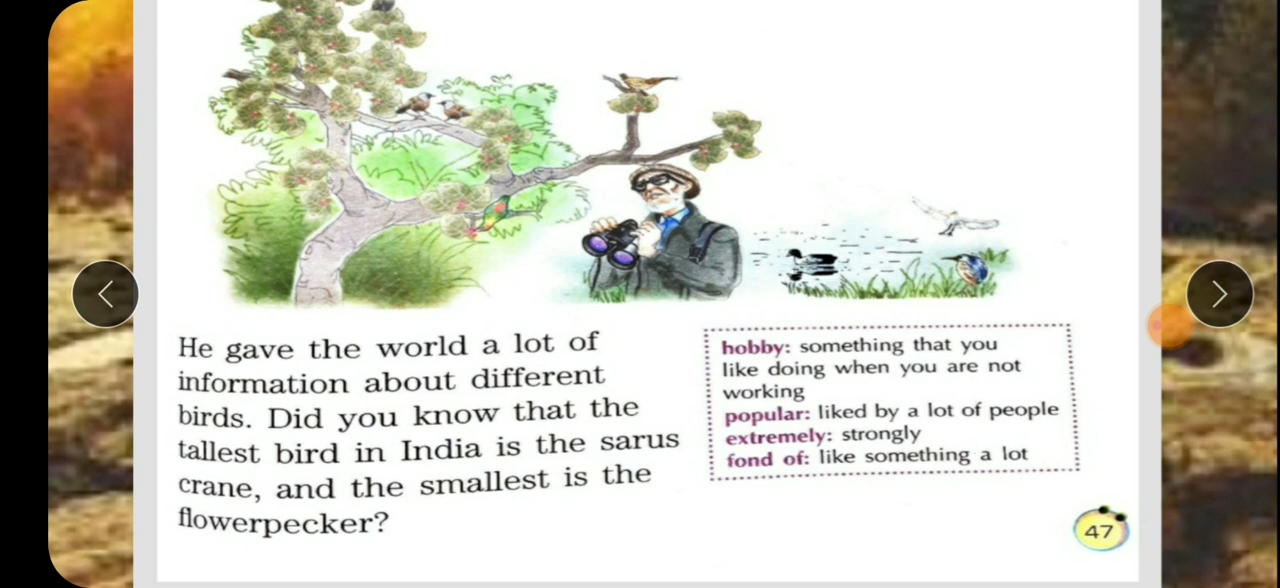 He gave the world a lot of
information about different
birds. Did you know that the
tallest bird in India is the sarus
crane, and the smallest is the
flowerpecker?
hobby: something that you
like doing when you are not
working
popular: liked by a lot of people
extremely: strongly
fond of: like something a lot
47